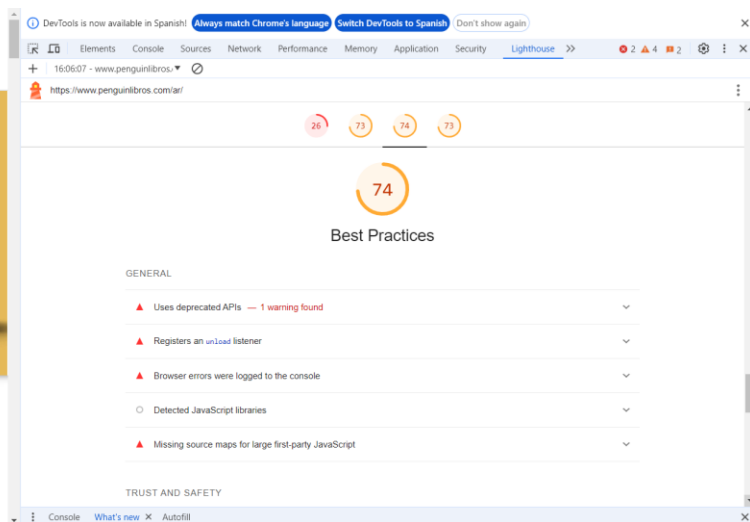 DevTools is now available in Spanish! Always match Chrome's language Switch DevTools to Spanish Don't show again
Elements Console Sources Network Performance Memory Application Security Lighthouse 2 4 2
16:06:07 - www.penguinlibros.
https://www.penguinlibros.com/ar/
26 73 74 73
74
Best Practices
GENERAL
Uses deprecated APIs — 1 warning found
Registers an unload listener
Browser errors were logged to the console
Detected JavaScript libraries
Missing source maps for large first-party JavaScript
TRUST AND SAFETY
Console What's new Autofill